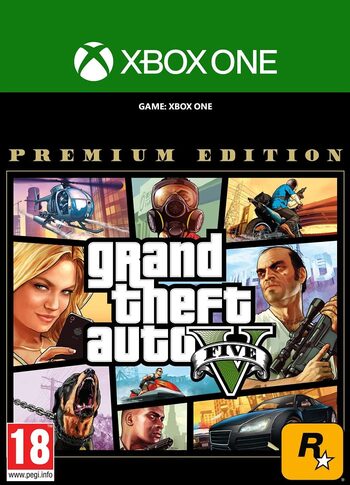 XBOX ONE
GAME: XBOX ONE
PREMIUM EDITION
grand
theft
auto
V
FIVE
18
www.pegi.info
R